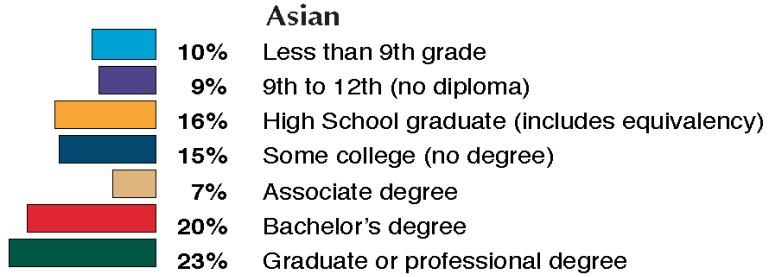 Asian
10% Less than 9th grade
9% 9th to 12th (no diploma)
16% High School graduate (includes equivalency)
15% Some college (no degree)
7% Associate degree
20% Bachelor’s degree
23% Graduate or professional degree